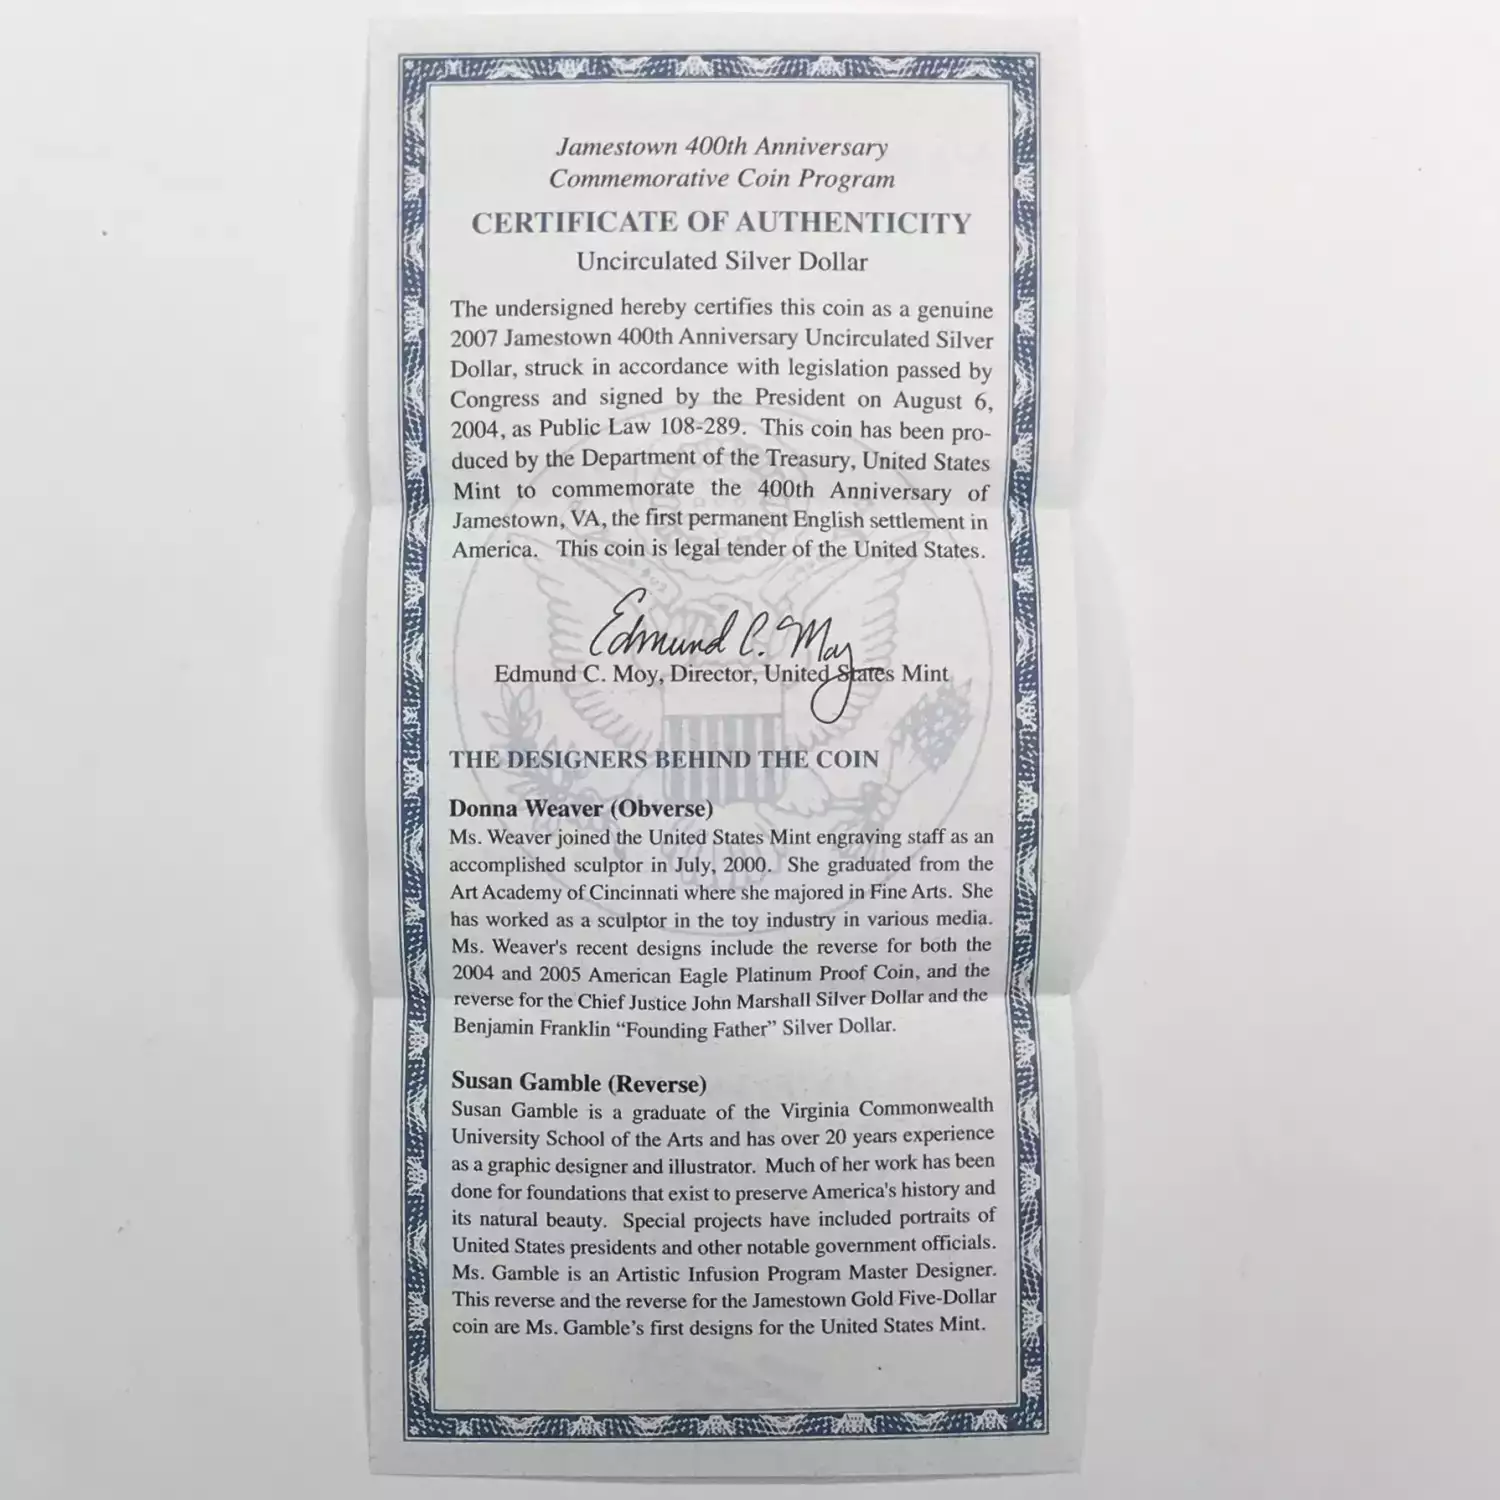 Jamestown 400th Anniversary
Commemorative Coin Program
CERTIFICATE OF AUTHENTICITY
Uncirculated Silver Dollar
The undersigned hereby certifies this coin as a genuine
2007 Jamestown 400th Anniversary Uncirculated Silver
Dollar, struck in accordance with legislation passed by
Congress and signed by the President on August 6,
2004, as Public Law 108-289. This coin has been pro-
duced by the Department of the Treasury, United States
Mint to commemorate the 400th Anniversary of
Jamestown, VA, the first permanent English settlement in
America. This coin is legal tender of the United States.
Edmund C. Moy
Edmund C. Moy, Director, United States Mint
THE DESIGNERS BEHIND THE COIN
Donna Weaver (Obverse)
Ms. Weaver joined the United States Mint engraving staff as an
accomplished sculptor in July, 2000. She graduated from the
Art Academy of Cincinnati where she majored in Fine Arts. She
has worked as a sculptor in the toy industry in various media.
Ms. Weaver's recent designs include the reverse for both the
2004 and 2005 American Eagle Platinum Proof Coin, and the
reverse for the Chief Justice John Marshall Silver Dollar and the
Benjamin Franklin “Founding Father” Silver Dollar.
Susan Gamble (Reverse)
Susan Gamble is a graduate of the Virginia Commonwealth
University School of the Arts and has over 20 years experience
as a graphic designer and illustrator. Much of her work has been
done for foundations that exist to preserve America's history and
its natural beauty. Special projects have included portraits of
United States presidents and other notable government officials.
Ms. Gamble is an Artistic Infusion Program Master Designer.
This reverse and the reverse for the Jamestown Gold Five-Dollar
coin are Ms. Gamble’s first designs for the United States Mint.